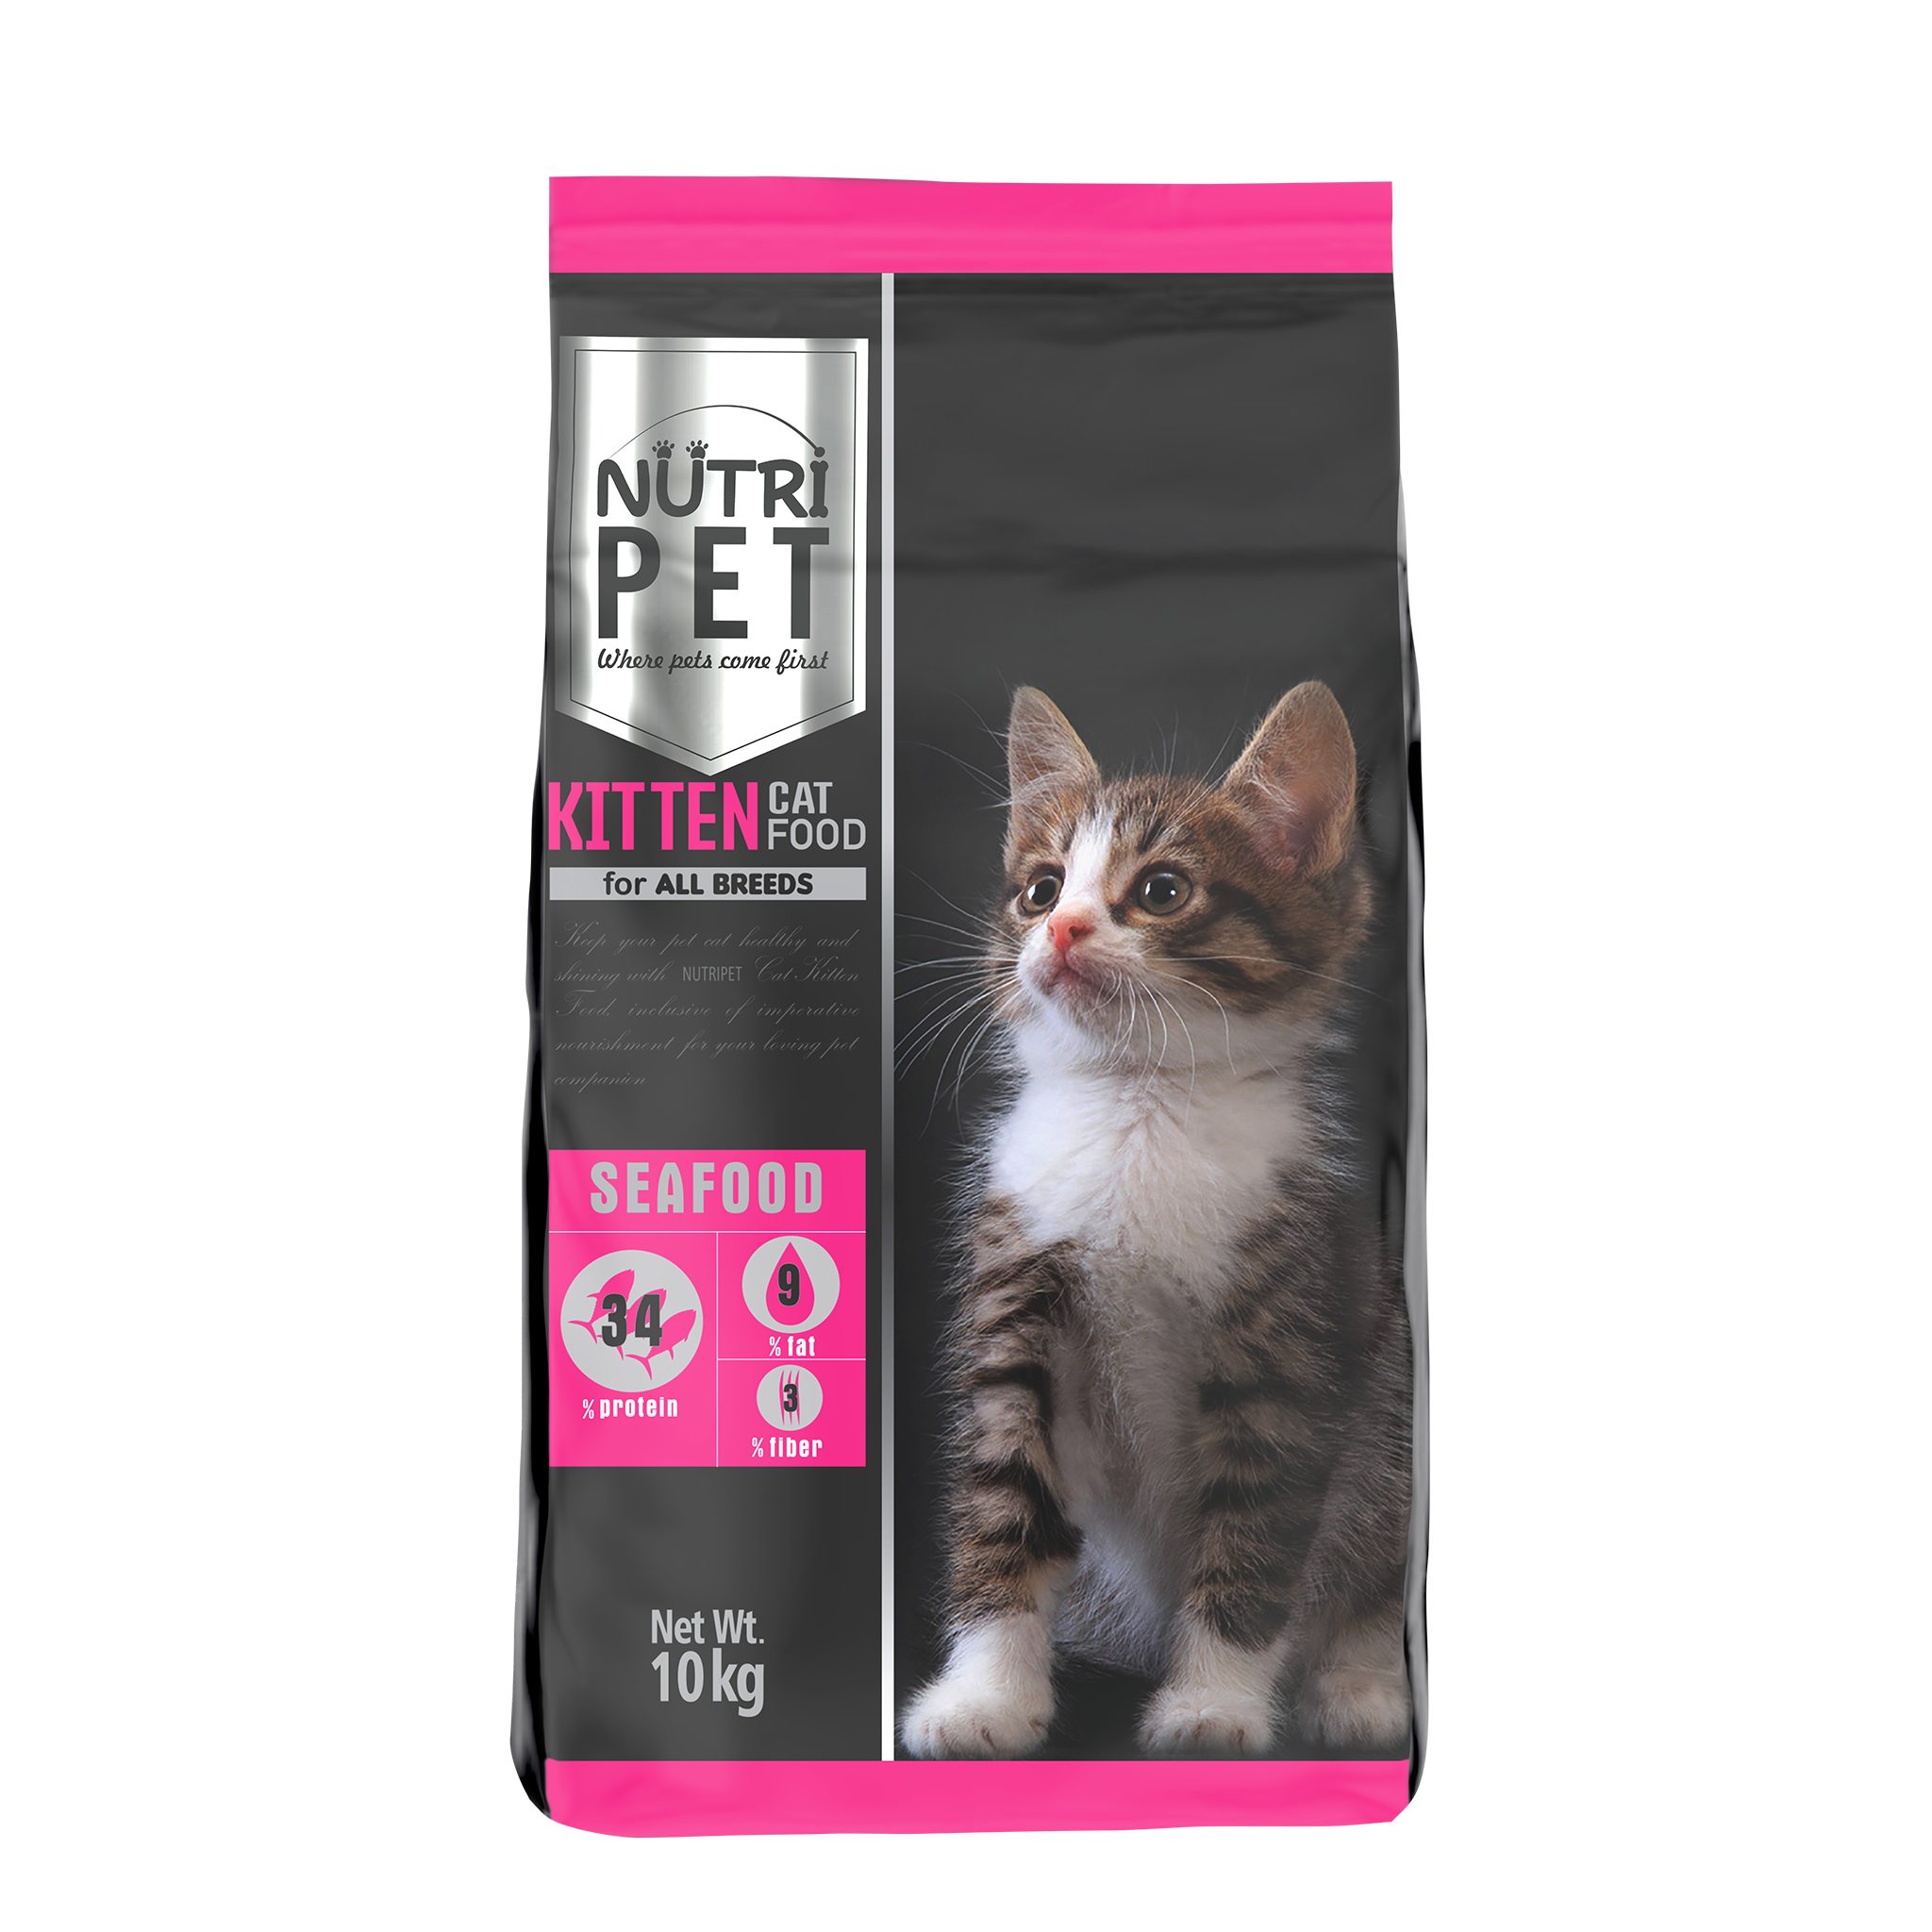 NUTRI
PET
Where pets come first
KITTEN CAT FOOD
for ALL BREEDS
Keep your pet cat healthy and
shining with NUTRIPET Cat Kitten
Food, inclusive of imperative
nourishment for your loving pet
companion
SEAFOOD
34
% protein
9
% fat
3
% fiber
Net Wt.
10kg